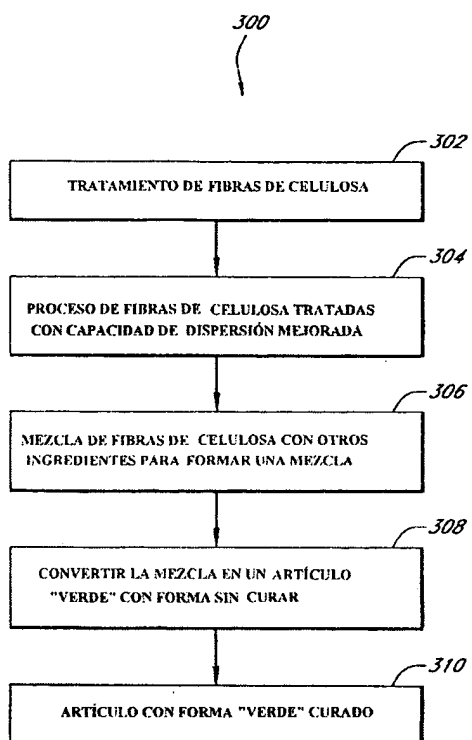 300
302
TRATAMIENTO DE FIBRAS DE CELULOSA
304
PROCESO DE FIBRAS DE CELULOSA TRATADAS
CON CAPACIDAD DE DISPERSIÓN MEJORADA
306
MEZCLA DE FIBRAS DE CELULOSA CON OTROS
INGREDIENTES PARA FORMAR UNA MEZCLA
308
CONVERTIR LA MEZCLA EN UN ARTÍCULO
"VERDE" CON FORMA SIN CURAR
310
ARTÍCULO CON FORMA "VERDE" CURADO